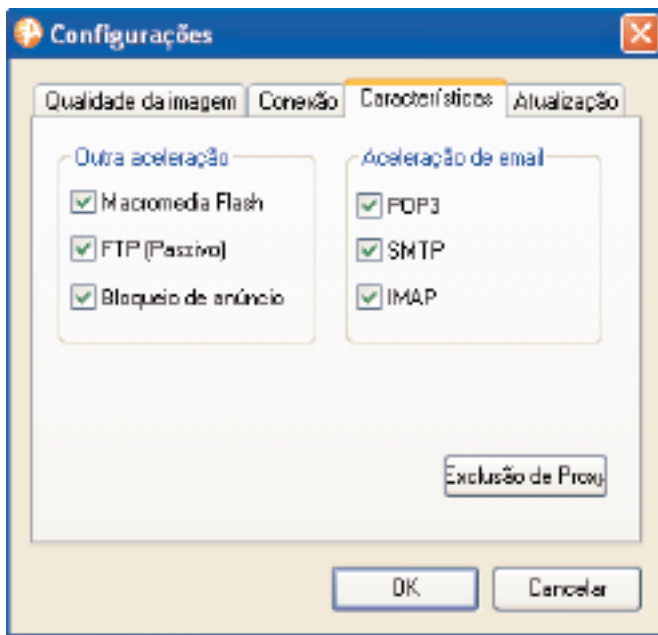 Configurações
Qualidade da imagem Conexão Características Atualização
Outra aceleração Aceleração de email
Macromedia Flash POP3
FTP (Passivo) SMTP
Bloqueio de anúncio IMAP
Exclusão de Proxy
OK Cancelar